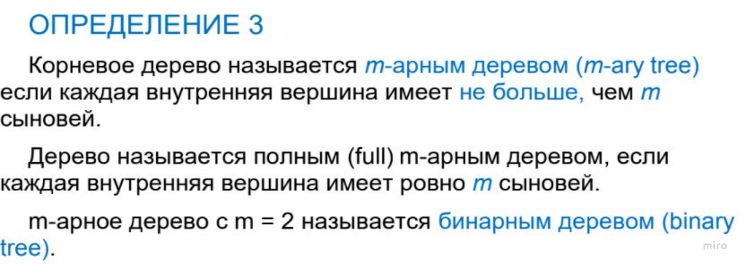 ОПРЕДЕЛЕНИЕ 3
Корневое дерево называется m-арным деревом (m-ary tree)
если каждая внутренняя вершина имеет не больше, чем m
сыновей.
Дерево называется полным (full) m-арным деревом, если
каждая внутренняя вершина имеет ровно m сыновей.
m-арное дерево с m = 2 называется бинарным деревом (binary
tree).
miro